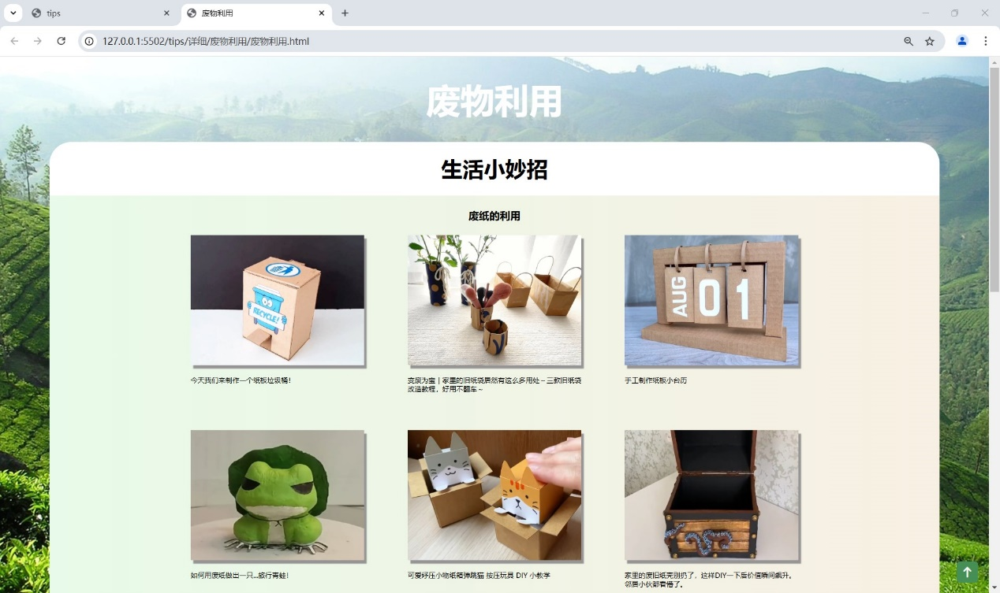 tips
废物利用
127.0.0.1:5502/tips/详细/废物利用/废物利用.html
废物利用
生活小妙招
废纸的利用
RECYCLE!
AUG 01
今天我们来制作一个纸板垃圾桶!
变废为宝 | 家里的旧纸袋居然有这么多用处~三款旧纸袋
改造教程，好用不翻车~
手工制作纸板小台历
如何用废纸做出一只...旅行青蛙!
可爱纾压小物纸箱弹跳猫 按压玩具 DIY 小教学
家里的废旧纸壳别扔了，这样DIY一下后价值瞬间飙升。
邻居小伙都看懵了。